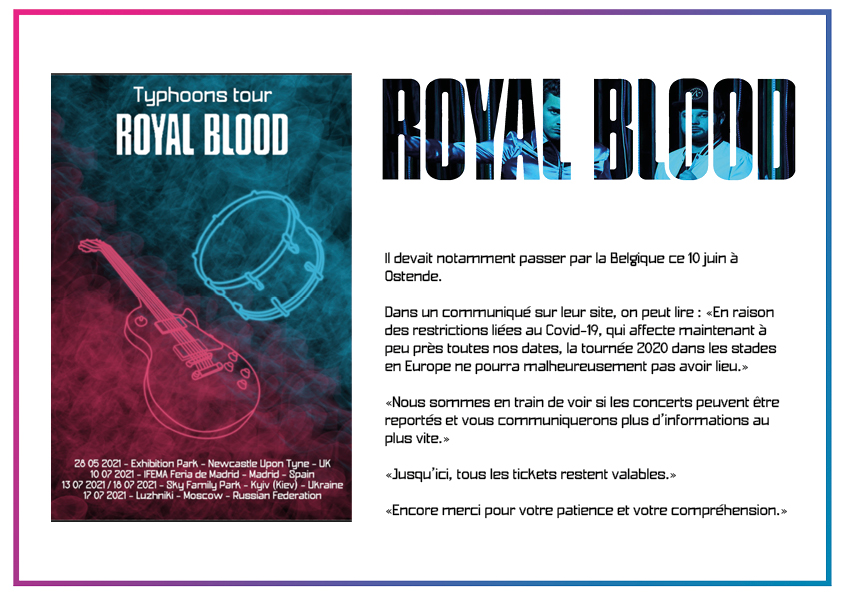 Typhoons tour
ROYAL BLOOD
28 05 2021 - Exhibition Park - Newcastle Upon Tyne - UK
10 07 2021 - IFEMA Feria de Madrid - Madrid - Spain
13 07 2021 / 18 07 2021 - Sky Family Park - Kyiv (Kiev) - Ukraine
17 07 2021 - Luzhniki - Moscow - Russian Federation
ROYAL BLOOD
Il devait notamment passer par la Belgique ce 10 juin à
Ostende.
Dans un communiqué sur leur site, on peut lire : «En raison
des restrictions liées au Covid-19, qui affecte maintenant à
peu près toutes nos dates, la tournée 2020 dans les stades
en Europe ne pourra malheureusement pas avoir lieu.»
«Nous sommes en train de voir si les concerts peuvent être
reportés et vous communiquerons plus d'informations au
plus vite.»
«Jusqu'ici, tous les tickets restent valables.»
«Encore merci pour votre patience et votre compréhension.»